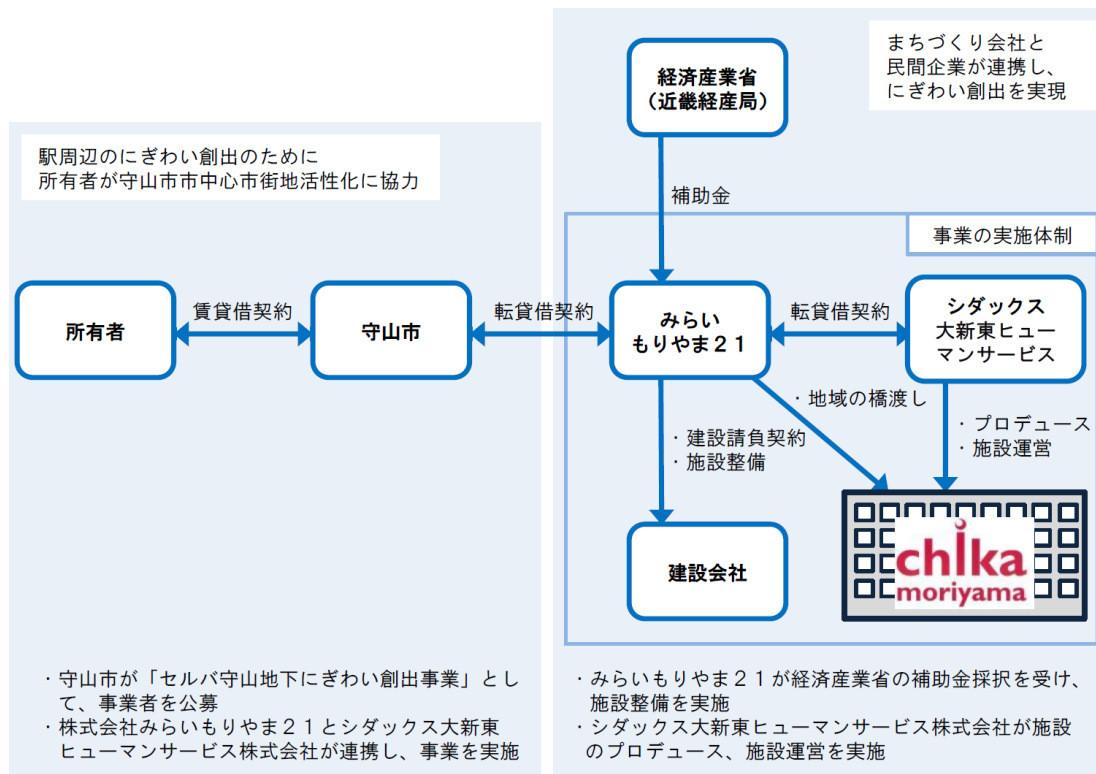 まちづくり会社と
民間企業が連携し、
にぎわい創出を実現
経済産業省
（近畿経産局）
駅周辺のにぎわい創出のために
所有者が守山市市中心市街地活性化に協力
補助金
事業の実施体制
所有者
賃貸借契約
守山市
転貸借契約
みらい
もりやま２１
転貸借契約
シダックス
大新東ヒュー
マンサービス
・地域の橋渡し
・建設請負契約
・施設整備
・プロデュース
・施設運営
建設会社
chika
moriyama
・守山市が「セルバ守山地下にぎわい創出事業」とし
て、事業者を公募
・株式会社みらいもりやま２１とシダックス大新東
ヒューマンサービス株式会社が連携し、事業を実施
・みらいもりやま２１が経済産業省の補助金採択を受け、
施設整備を実施
・シダックス大新東ヒューマンサービス株式会社が施設
のプロデュース、施設運営を実施